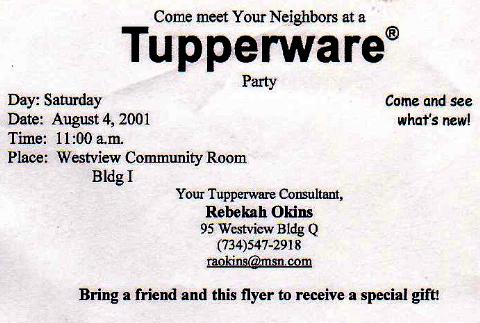 Come meet Your Neighbors at a
Tupperware®
Party
Day: Saturday
Date: August 4, 2001
Time: 11:00 a.m.
Place: Westview Community Room
Bldg I
Come and see
what's new!
Your Tupperware Consultant,
Rebekah Okins
95 Westview Bldg Q
(734)547-2918
raokins@msn.com
Bring a friend and this flyer to receive a special gift!